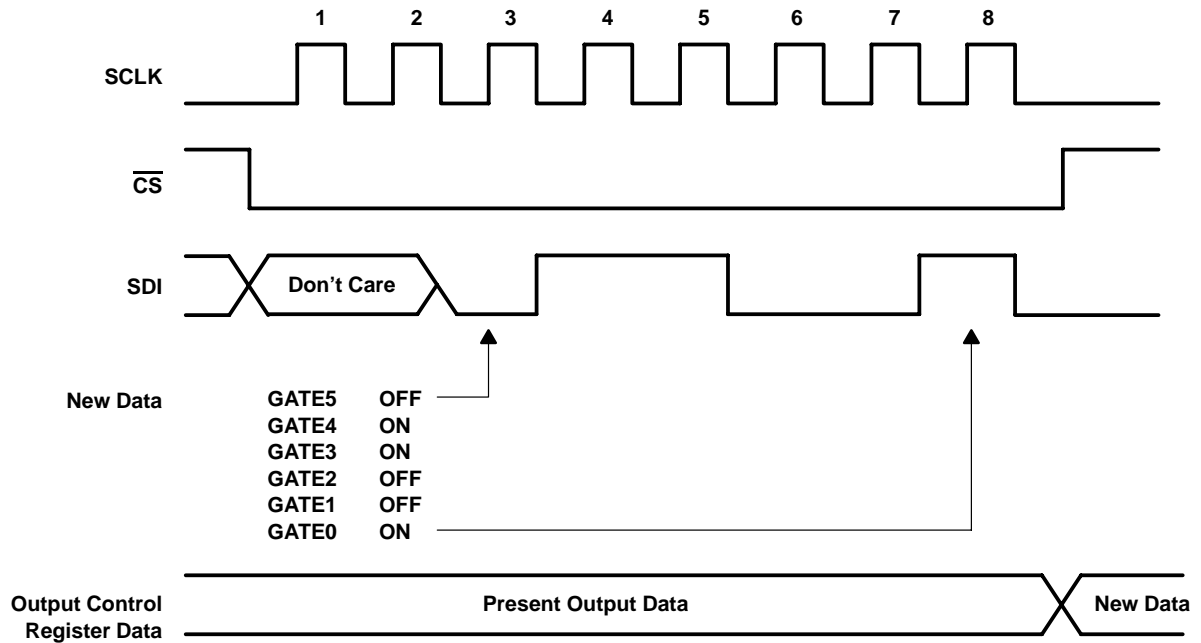 1 2 3 4 5 6 7 8
SCLK
CS
SDI
Don't Care
New Data
GATE5 OFF
GATE4 ON
GATE3 ON
GATE2 OFF
GATE1 OFF
GATE0 ON
Output Control
Register Data
Present Output Data
New Data